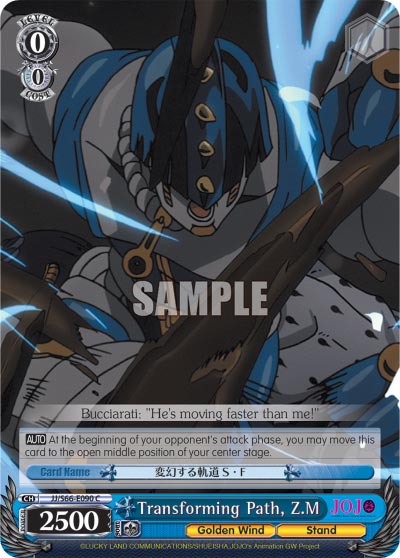 LEVEL
0
0
COST
SAMPLE
Bucciarati: "He's moving faster than me!"
AUTO At the beginning of your opponent's attack phase, you may move this
card to the open middle position of your center stage.
Card Name 変幻する軌道 S・F
CH JJ/S66-E090 C
POWER 2500 SOUL Transforming Path, Z.M JOJO
Golden Wind Stand
©LUCKY LAND COMMUNICATIONS/SHUEISHA,JOJO's Animation GW Project